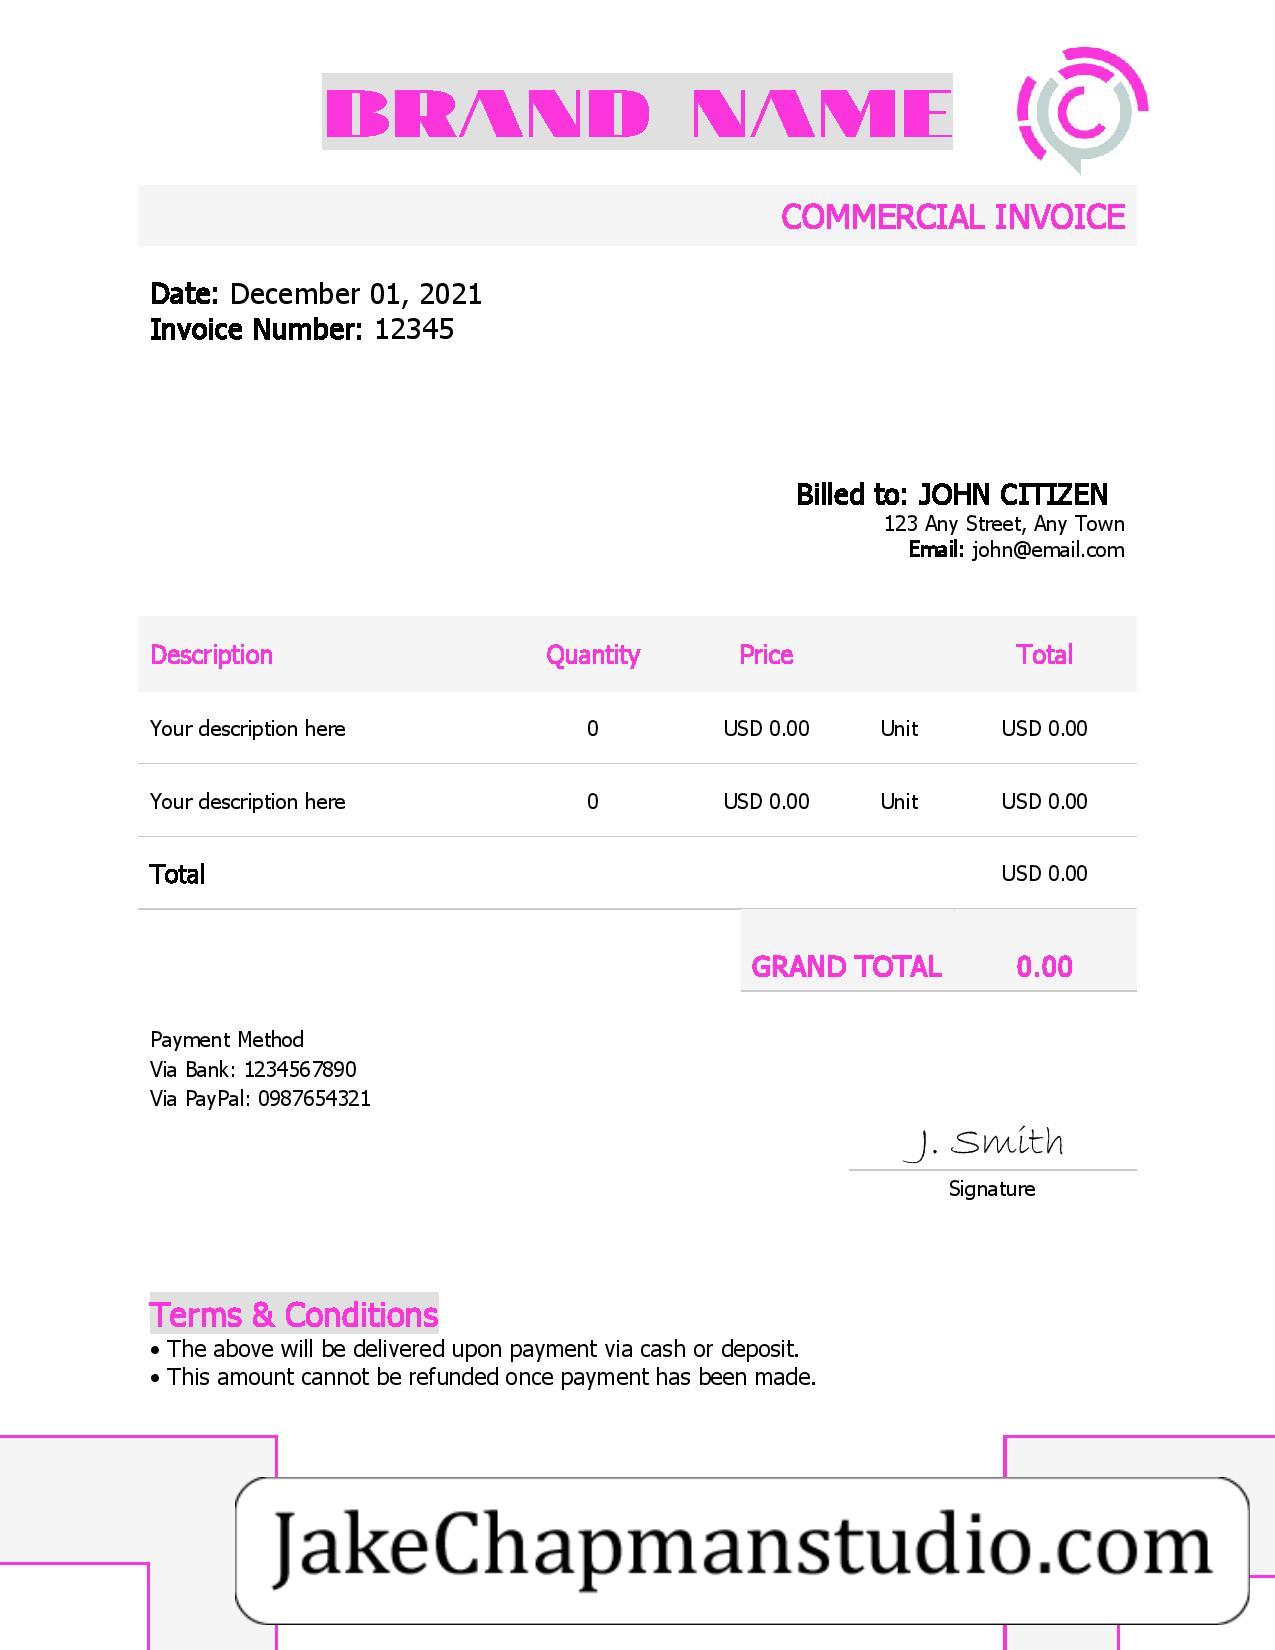 BRAND NAME
C
COMMERCIAL INVOICE
Date: December 01, 2021
Invoice Number: 12345
Billed to: JOHN CITIZEN
123 Any Street, Any Town
Email: john@email.com
Description Quantity Price Total
Your description here 0 USD 0.00 Unit USD 0.00
Your description here 0 USD 0.00 Unit USD 0.00
Total USD 0.00
GRAND TOTAL 0.00
Payment Method
Via Bank: 1234567890
Via PayPal: 0987654321
J. Smith
Signature
Terms & Conditions
• The above will be delivered upon payment via cash or deposit.
• This amount cannot be refunded once payment has been made.
JakeChapmanstudio.com